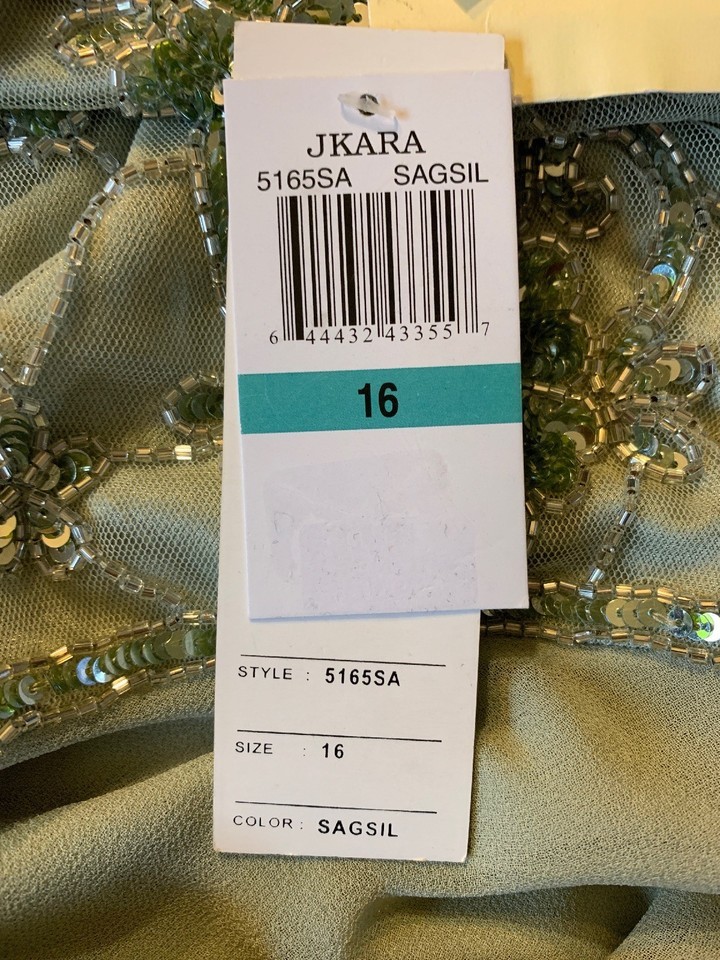 JKARA
5165SA SAGSIL
6 44432 43355 7
16
STYLE : 5165SA
SIZE : 16
COLOR : SAGSIL